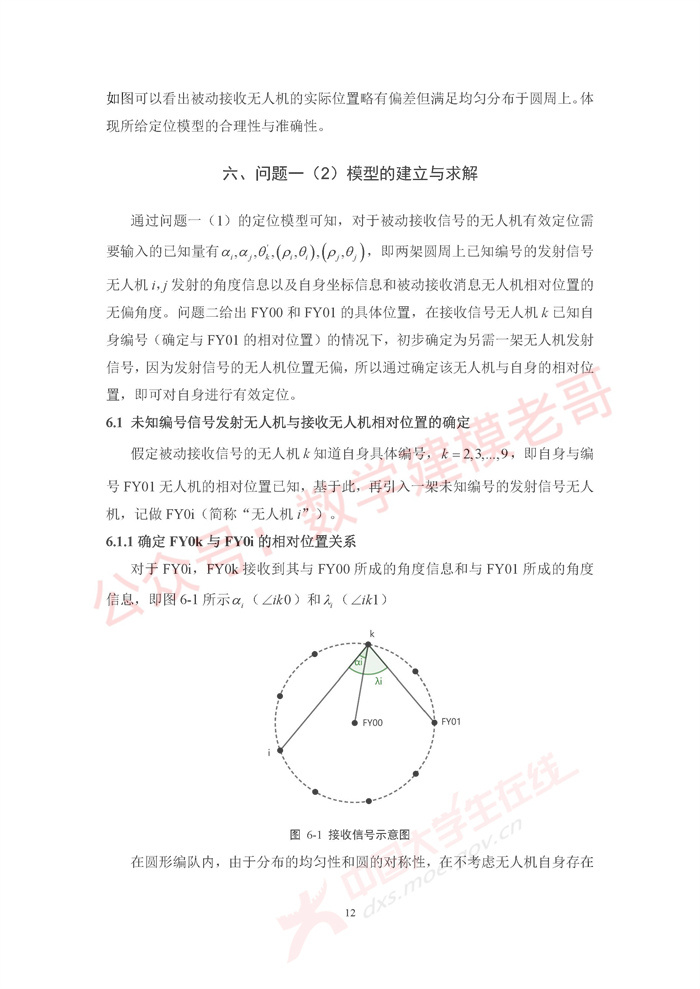 如图可以看出被动接收无人机的实际位置略有偏差但满足均匀分布于圆周上。体
现所给定位模型的合理性与准确性。
六、问题一（2）模型的建立与求解
通过问题一（1）的定位模型可知，对于被动接收信号的无人机有效定位需
要输入的已知量有αᵢ,αⱼ,θₖ′,(ρᵢ,θᵢ),(ρⱼ,θⱼ)，即两架圆周上已知编号的发射信号
无人机 i，j 发射的角度信息以及自身坐标信息和被动接收消息无人机相对位置的
无偏角度。问题二给出 FY00 和 FY01 的具体位置，在接收信号无人机 k 已知自
身编号（确定与 FY01 的相对位置）的情况下，初步确定为另需一架无人机发射
信号，因为发射信号的无人机位置无偏，所以通过确定该无人机与自身的相对位
置，即可对自身进行有效定位。
6.1 未知编号信号发射无人机与接收无人机相对位置的确定
假定被动接收信号的无人机 k 知道自身具体编号，k = 2,3,...,9，即自身与编
号 FY01 无人机的相对位置已知，基于此，再引入一架未知编号的发射信号无人
机，记做 FY0i（简称“无人机 i”）。
6.1.1 确定 FY0k 与 FY0i 的相对位置关系
对于 FY0i，FY0k 接收到其与 FY00 所成的角度信息和与 FY01 所成的角度
信息，即图 6-1 所示αᵢ（∠ik0）和λᵢ（∠ik1）
k
αi
λi
FY00
FY01
i
图 6-1 接收信号示意图
在圆形编队内，由于分布的均匀性和圆的对称性，在不考虑无人机自身存在
12
公众号：数学建模老哥
中国大学生在线
dxs.moe.gov.cn